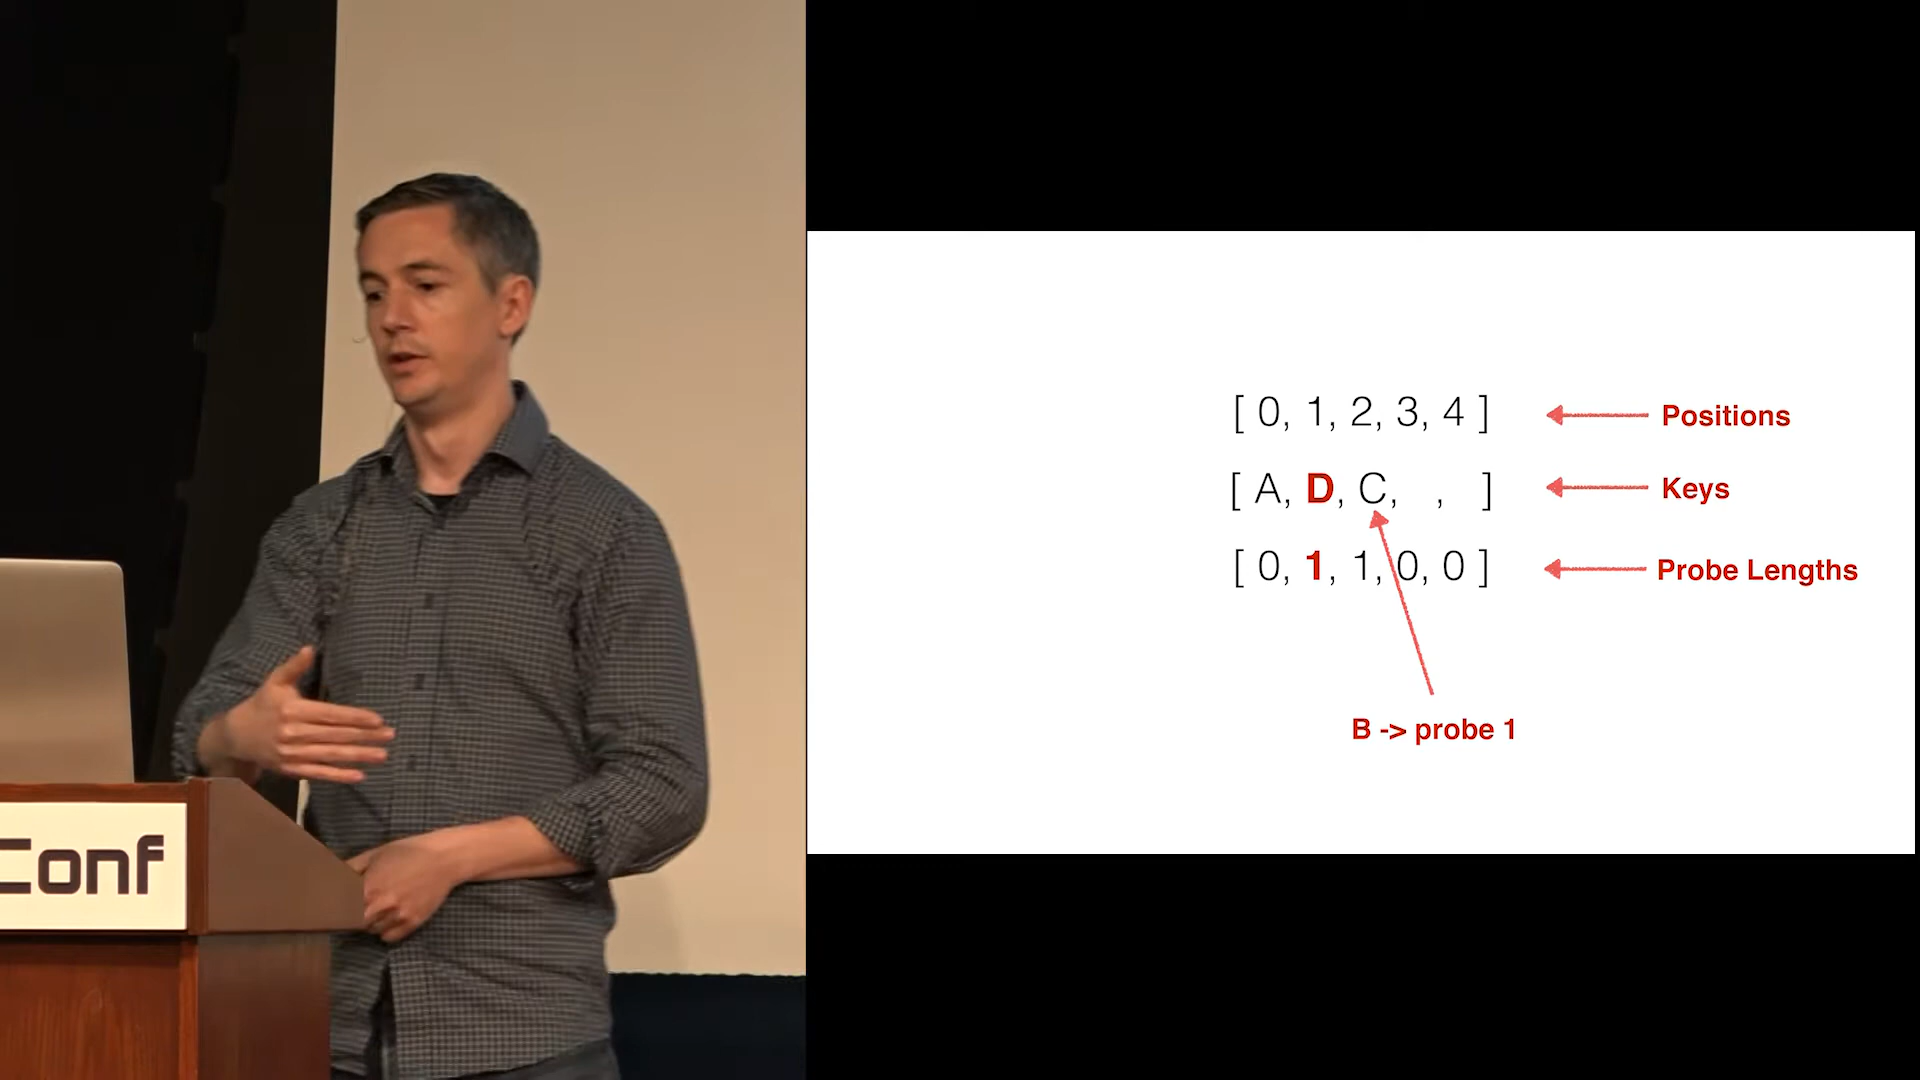 Conf
[ 0, 1, 2, 3, 4 ] Positions
[ A, D, C, , ] Keys
[ 0, 1, 1, 0, 0 ] Probe Lengths
B -> probe 1